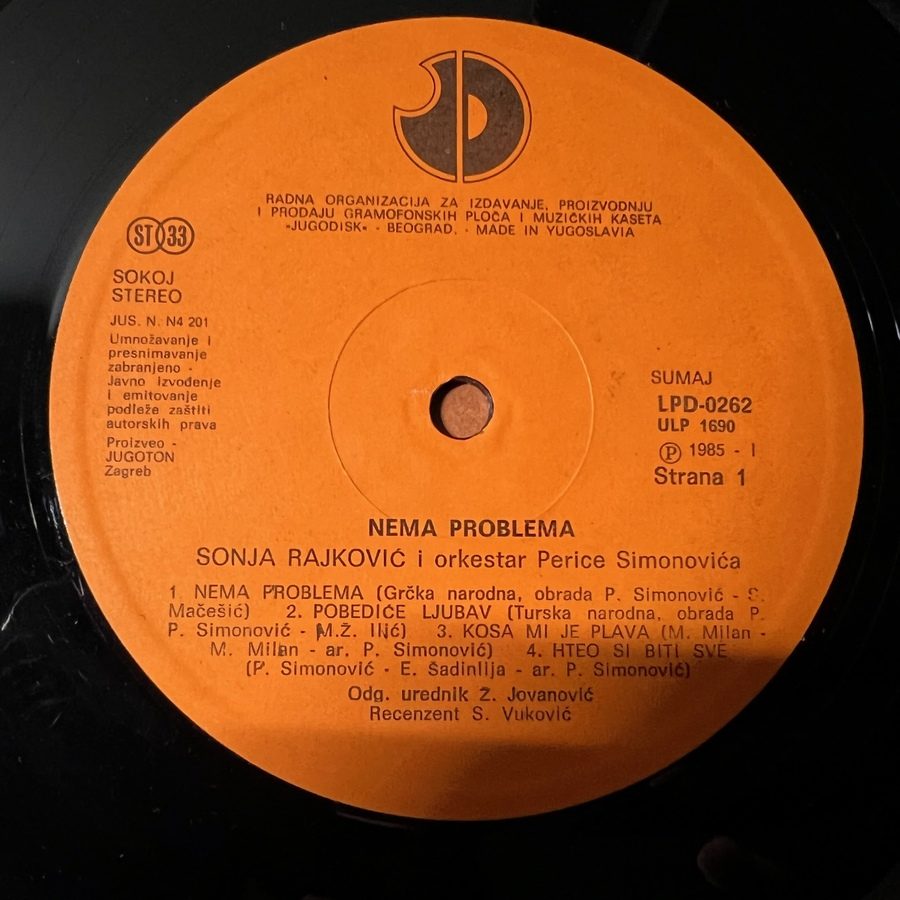 RADNA ORGANIZACIJA ZA IZDAVANJE, PROIZVODNJU
I PRODAJU GRAMOFONSKIH PLOČA I MUZIČKIH KASETA
»JUGODISK« - BEOGRAD. - MADE IN YUGOSLAVIA
ST 33
SOKOJ
STEREO
JUS. N. N4 201
Umnožavanje i
presnimavanje
zabranjeno -
Javno Izvođenje
i emitovanje
podleže zaštiti
autorskih prava
Proizveo -
JUGOTON
Zagreb
SUMAJ
LPD-0262
ULP 1690
Ⓟ 1985 - I
Strana 1
NEMA PROBLEMA
SONJA RAJKOVIĆ i orkestar Perice Simonovića
1. NEMA PROBLEMA (Grčka narodna, obrada P. Simonović - S.
Mačešić) 2. POBEDIĆE LJUBAV (Turska narodna, obrada P.
P. Simonović - M.Ž. Ilić) 3. KOSA MI JE PLAVA (M. Milan -
M. Milan - ar. P. Simonović) 4. HTEO SI BITI SVE
(P. Simonović - E. Šadinlija - ar. P. Simonović)
Odg. urednik Ž. Jovanović
Recenzent S. Vuković